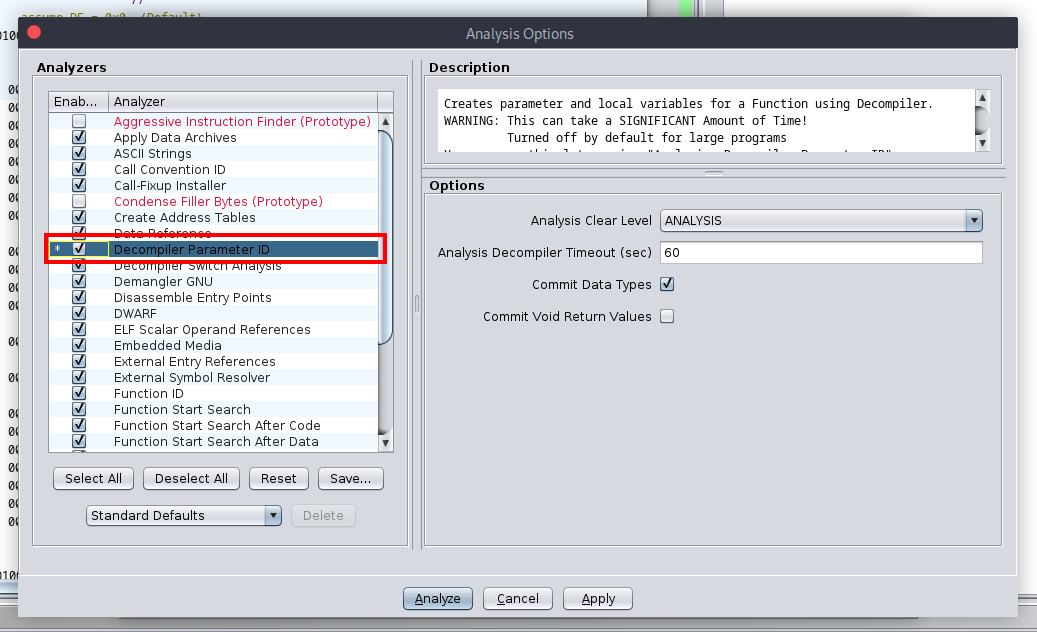 assume DF = 0x0 (Default)
Analysis Options
Analyzers
Enab... Analyzer
Aggressive Instruction Finder (Prototype)
Apply Data Archives
ASCII Strings
Call Convention ID
Call-Fixup Installer
Condense Filler Bytes (Prototype)
Create Address Tables
Data Reference
* Decompiler Parameter ID
Decompiler Switch Analysis
Demangler GNU
Disassemble Entry Points
DWARF
ELF Scalar Operand References
Embedded Media
External Entry References
External Symbol Resolver
Function ID
Function Start Search
Function Start Search After Code
Function Start Search After Data
Select All Deselect All Reset Save...
Standard Defaults Delete
Description
Creates parameter and local variables for a Function using Decompiler.
WARNING: This can take a SIGNIFICANT Amount of Time!
Turned off by default for large programs
Options
Analysis Clear Level ANALYSIS
Analysis Decompiler Timeout (sec) 60
Commit Data Types
Commit Void Return Values
Analyze Cancel Apply